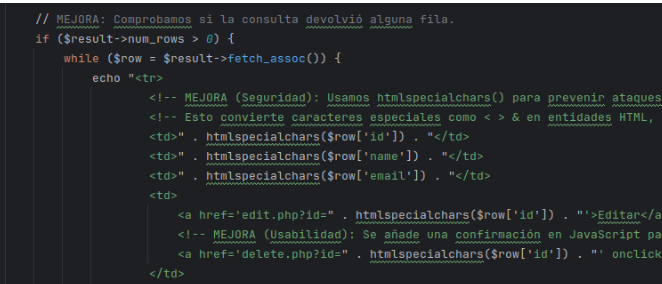 // MEJORA: Comprobamos si la consulta devolvió alguna fila.
if ($result->num_rows > 0) {
while ($row = $result->fetch_assoc()) {
echo "<tr>
<!-- MEJORA (Seguridad): Usamos htmlspecialchars() para prevenir ataques
<!-- Esto convierte caracteres especiales como < > & en entidades HTML,
<td>" . htmlspecialchars($row['id']) . "</td>
<td>" . htmlspecialchars($row['name']) . "</td>
<td>" . htmlspecialchars($row['email']) . "</td>
<td>
<a href='edit.php?id=" . htmlspecialchars($row['id']) . "'>Editar</a
<!-- MEJORA (Usabilidad): Se añade una confirmación en JavaScript pa
<a href='delete.php?id=" . htmlspecialchars($row['id']) . "' onclick
</td>